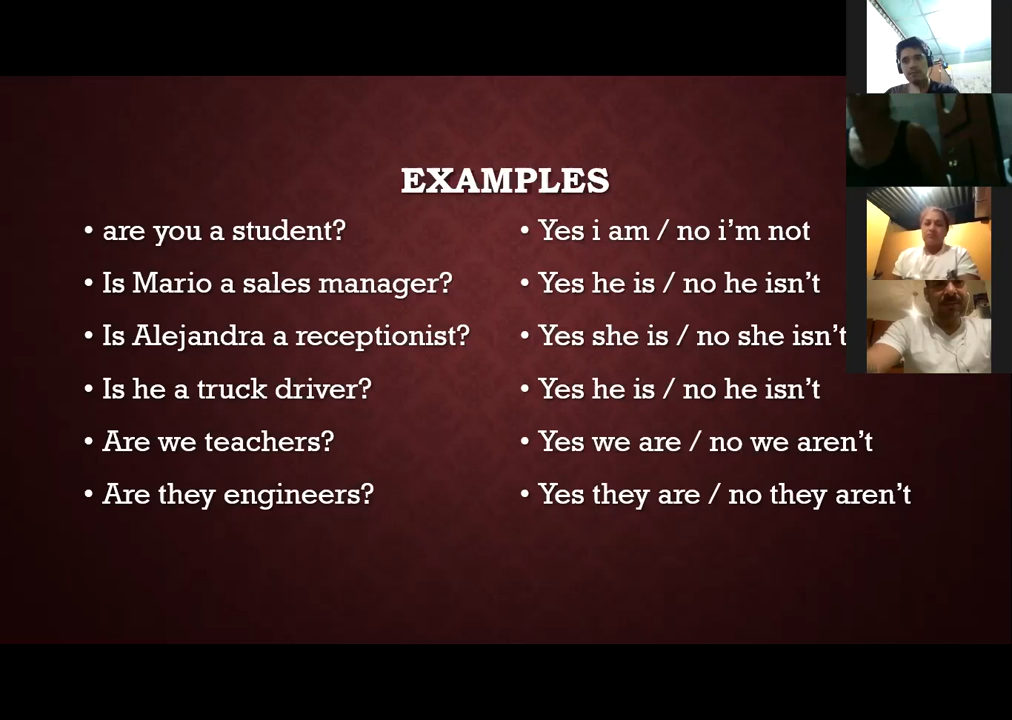 EXAMPLES
• are you a student?
• Is Mario a sales manager?
• Is Alejandra a receptionist?
• Is he a truck driver?
• Are we teachers?
• Are they engineers?
• Yes i am / no i’m not
• Yes he is / no he isn’t
• Yes she is / no she isn’t
• Yes he is / no he isn’t
• Yes we are / no we aren’t
• Yes they are / no they aren’t